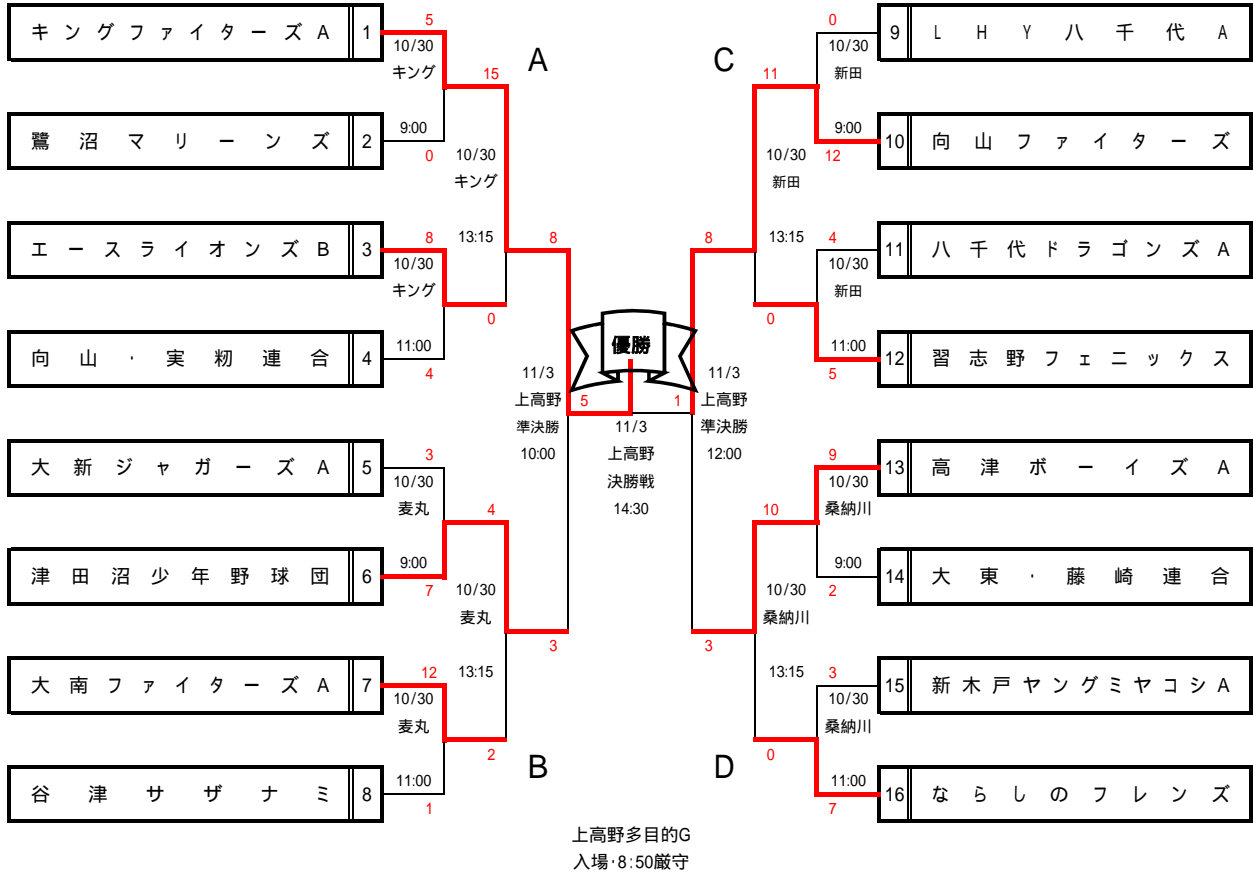 キングファイターズA 1
5
10/30
キング
9:00
0
鷺沼マリーンズ 2
15
A
10/30
キング
13:15
エースライオンズB 3
8
10/30
キング
11:00
4
向山・実籾連合 4
0
8
大新ジャガーズA 5
3
10/30
麦丸
9:00
7
津田沼少年野球団 6
4
10/30
麦丸
13:15
大南ファイターズA 7
12
10/30
麦丸
11:00
1
谷津サザナミ 8
2
B
3
11/3
上高野
準決勝
10:00
5
優勝
1
11/3
上高野
決勝戦
14:30
11/3
上高野
準決勝
12:00
C
0
10/30
新田
9:00
12
9 LHY八千代A
10 向山ファイターズ
11
10/30
新田
13:15
8
4
10/30
新田
11:00
5
11 八千代ドラゴンズA
12 習志野フェニックス
0
9
10/30
桑納川
9:00
2
13 高津ボーイズA
14 大東・藤崎連合
10
10/30
桑納川
13:15
3
3
10/30
桑納川
11:00
7
15 新木戸ヤングミヤコシA
16 ならしのフレンズ
0
D
上高野多目的G
入場・8:50厳守